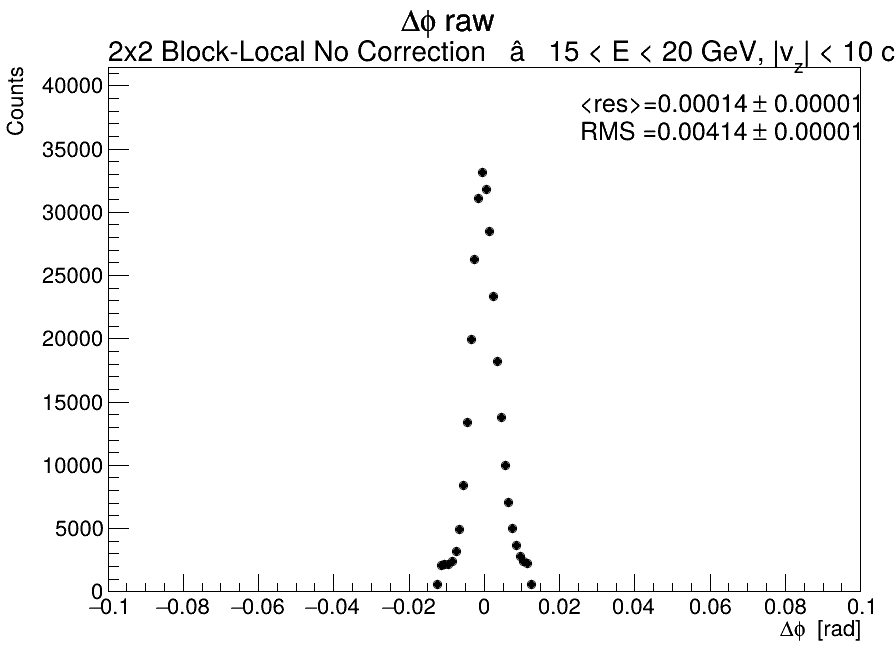 Δϕ raw
2x2 Block-Local No Correction â 15 < E < 20 GeV, |v_z| < 10 c
Counts
<res>=0.00014 ± 0.00001
RMS =0.00414 ± 0.00001
40000
35000
30000
25000
20000
15000
10000
5000
0
−0.1 −0.08 −0.06 −0.04 −0.02 0 0.02 0.04 0.06 0.08 0.1
Δϕ [rad]